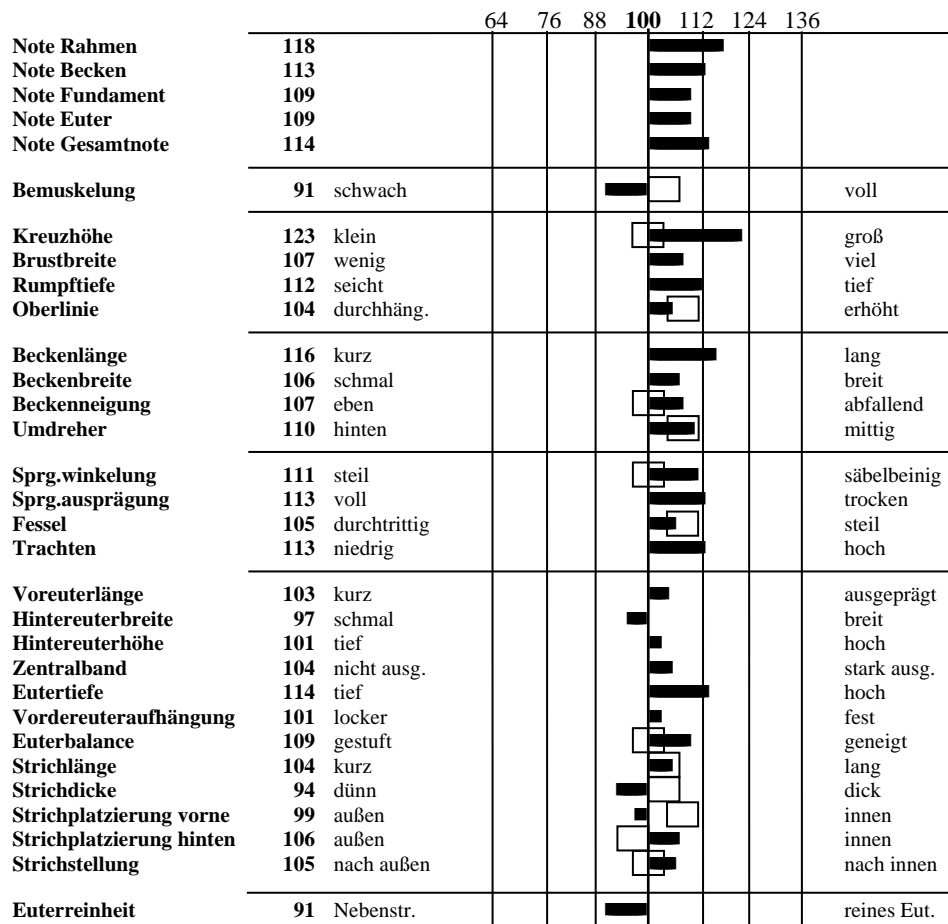 64 76 88 100 112 124 136
Note Rahmen 118
Note Becken 113
Note Fundament 109
Note Euter 109
Note Gesamtnote 114
Bemuskelung 91 schwach voll
Kreuzhöhe 123 klein groß
Brustbreite 107 wenig viel
Rumpftiefe 112 seicht tief
Oberlinie 104 durchhäng. erhöht
Beckenlänge 116 kurz lang
Beckenbreite 106 schmal breit
Beckenneigung 107 eben abfallend
Umdreher 110 hinten mittig
Sprg.winkelung 111 steil säbelbeinig
Sprg.ausprägung 113 voll trocken
Fessel 105 durchtrittig steil
Trachten 113 niedrig hoch
Voreuterlänge 103 kurz ausgeprägt
Hintereuterbreite 97 schmal breit
Hintereuterhöhe 101 tief hoch
Zentralband 104 nicht ausg. stark ausg.
Eutertiefe 114 tief hoch
Vordereuteraufhängung 101 locker fest
Euterbalance 109 gestuft geneigt
Strichlänge 104 kurz lang
Strichdicke 94 dünn dick
Strichplatzierung vorne 99 außen innen
Strichplatzierung hinten 106 außen innen
Strichstellung 105 nach außen nach innen
Euterreinheit 91 Nebenstr. reines Eut.